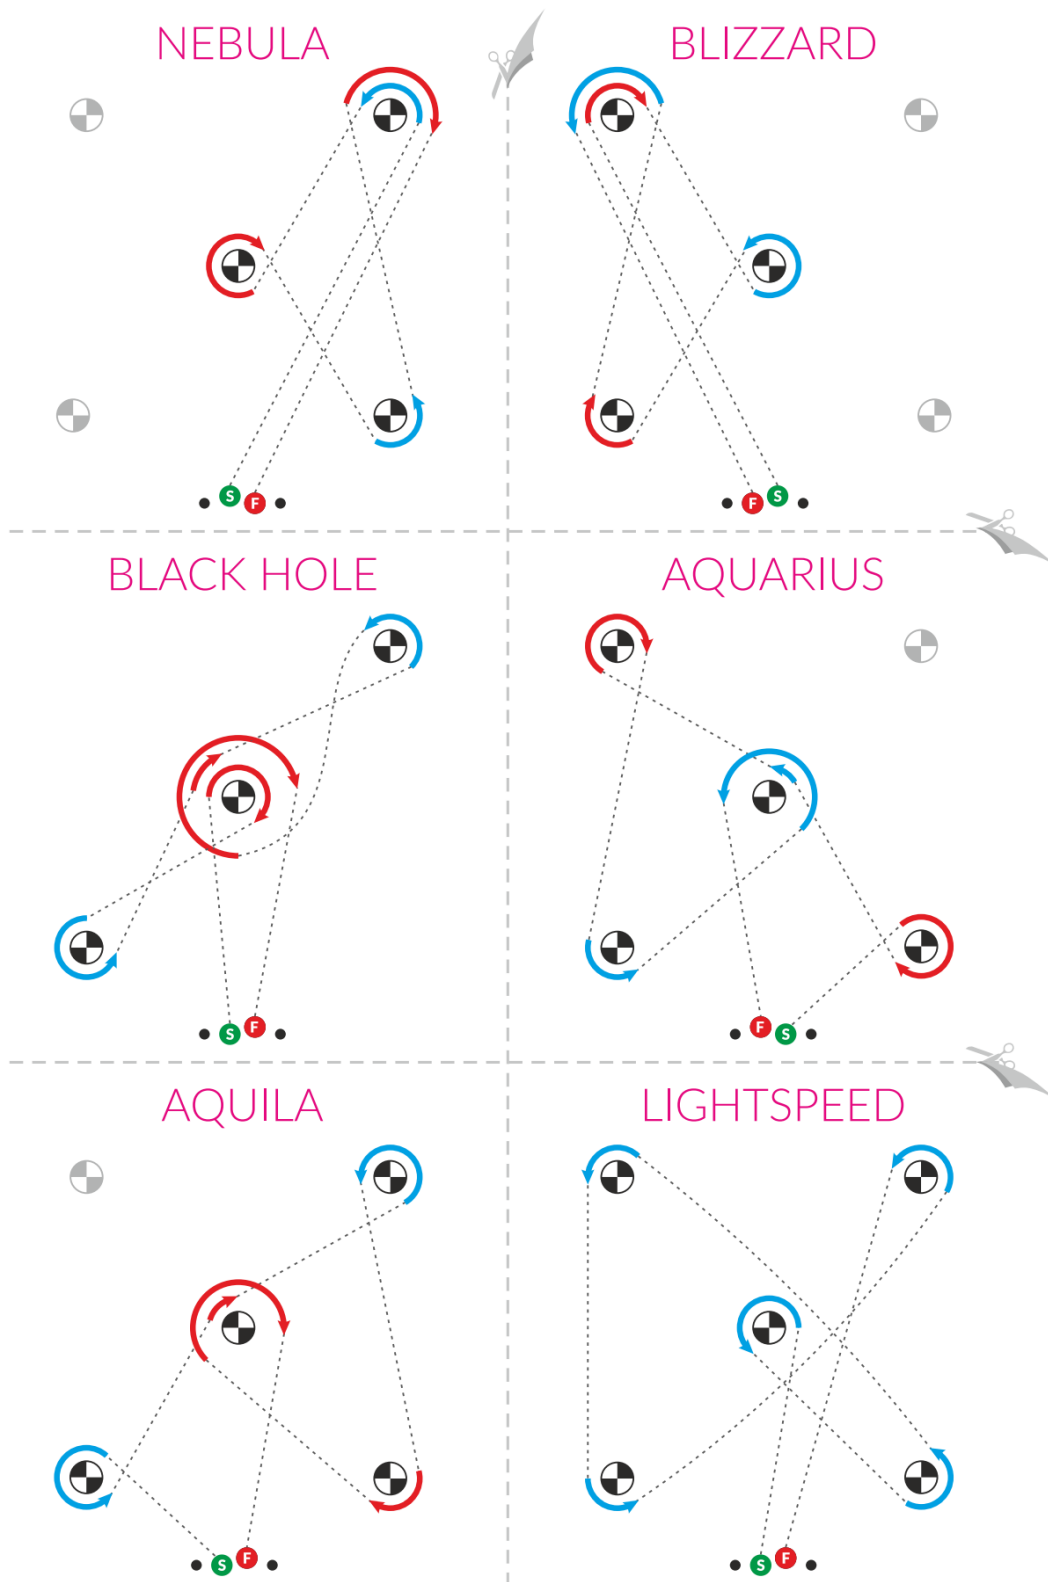 NEBULA
BLIZZARD
S F
F S
BLACK HOLE
AQUARIUS
S F
F S
AQUILA
LIGHTSPEED
S F
S F